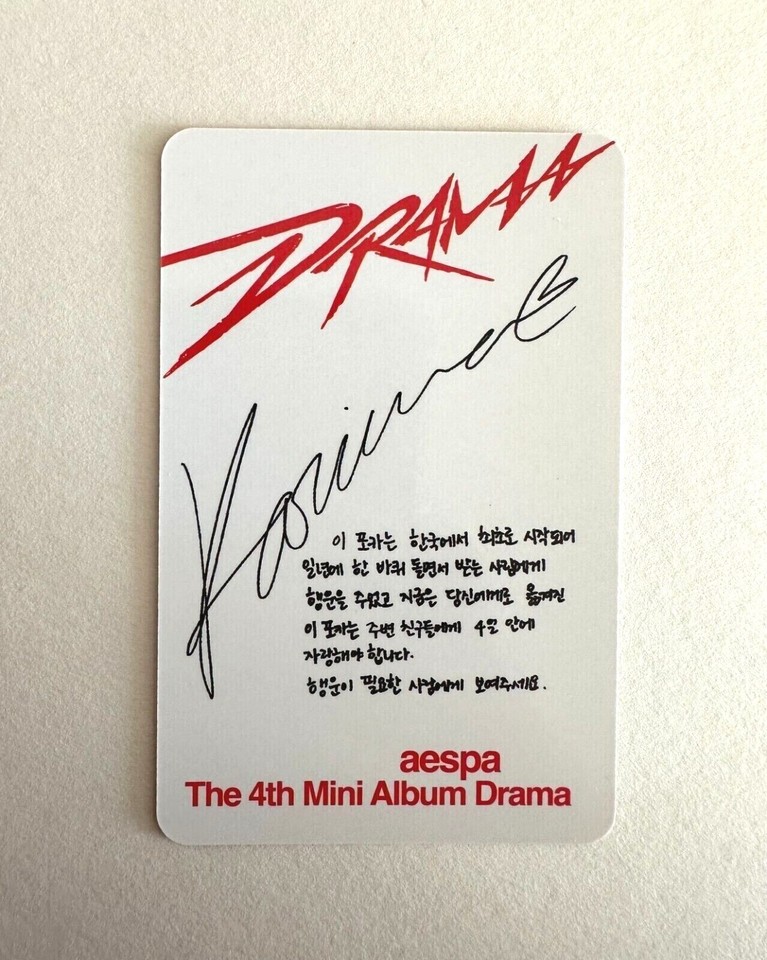 DRAMA
Karina
이 포카는 한국에서 최초로 시작되어
일년에 한 바퀴 돌면서 받는 사람에게
행운을 주었고 지금은 당신에게로 옮겨진
이 포카는 주변 친구들에게 4일 안에
자랑해야 합니다.
행운이 필요한 사람에게 보여주세요.
aespa
The 4th Mini Album Drama